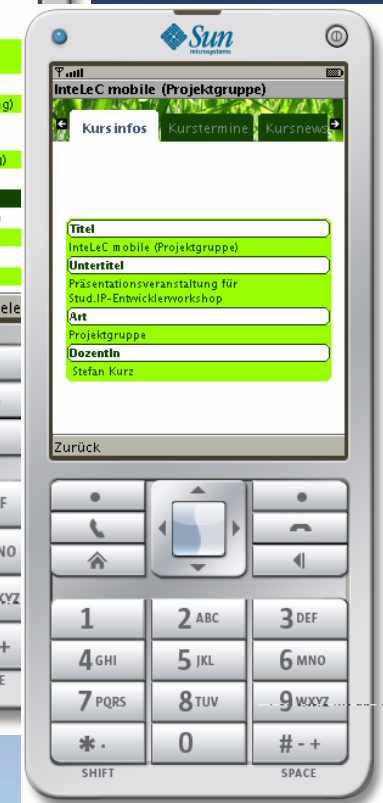 Sun
microsystems
InteLeC mobile (Projektgruppe)
Kursinfos Kurstermine Kursnews
Titel
InteLeC mobile (Projektgruppe)
Untertitel
Präsentationsveranstaltung für
Stud.IP-Entwicklerworkshop
Art
Projektgruppe
DozentIn
Stefan Kurz
Zurück
1 2 ABC 3 DEF
4 GHI 5 JKL 6 MNO
7 PQRS 8 TUV 9 WXYZ
* . 0 # - +
SHIFT SPACE